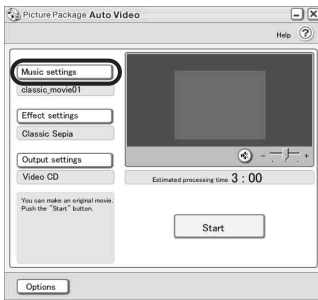 Picture Package Auto Video
Help ?
Music settings
classic_movie01
Effect settings
Classic Sepia
Output settings
Video CD
Estimated processing time 3 : 00
You can make an original movie.
Push the "Start" button.
Start
Options